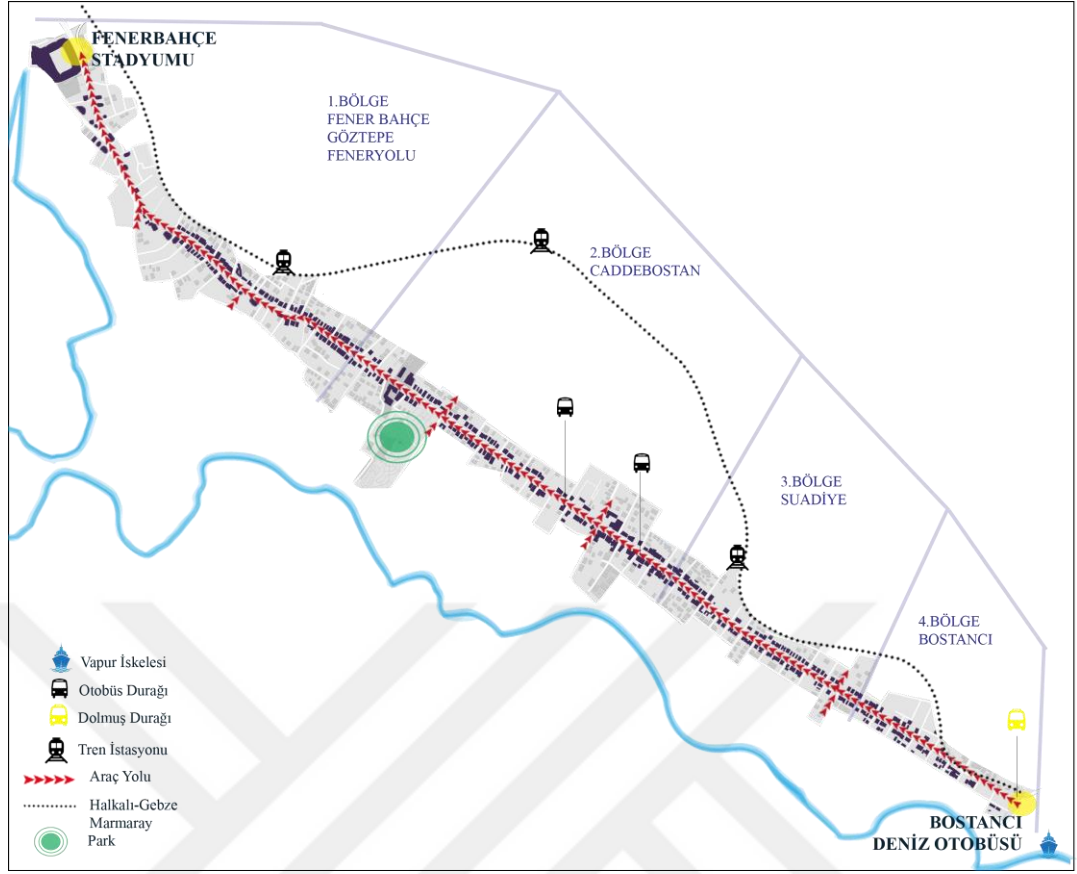 FENERBAHÇE
STADYUMU
1.BÖLGE
FENER BAHÇE
GÖZTEPE
FENERYOLU
2.BÖLGE
CADDEBOSTAN
3.BÖLGE
SUADİYE
4.BÖLGE
BOSTANCI
Vapur İskelesi
Otobüs Durağı
Dolmuş Durağı
Tren İstasyonu
Araç Yolu
Halkalı-Gebze
Marmaray
Park
BOSTANCI
DENİZ OTOBÜSÜ